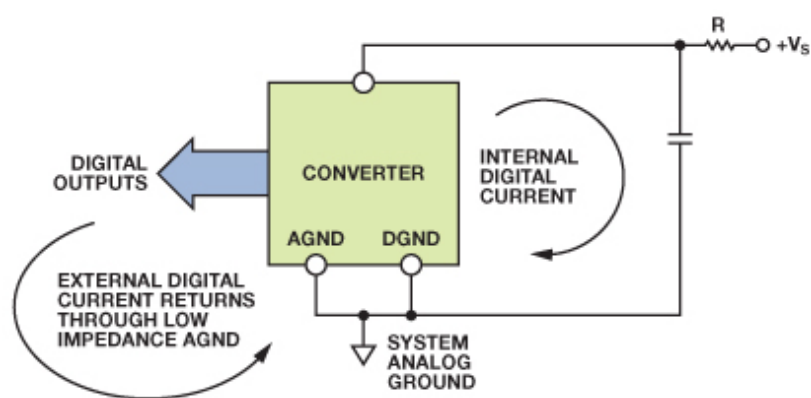 R
+VS
DIGITAL
OUTPUTS
CONVERTER
INTERNAL
DIGITAL
CURRENT
AGND DGND
EXTERNAL DIGITAL
CURRENT RETURNS
THROUGH LOW
IMPEDANCE AGND
SYSTEM
ANALOG
GROUND